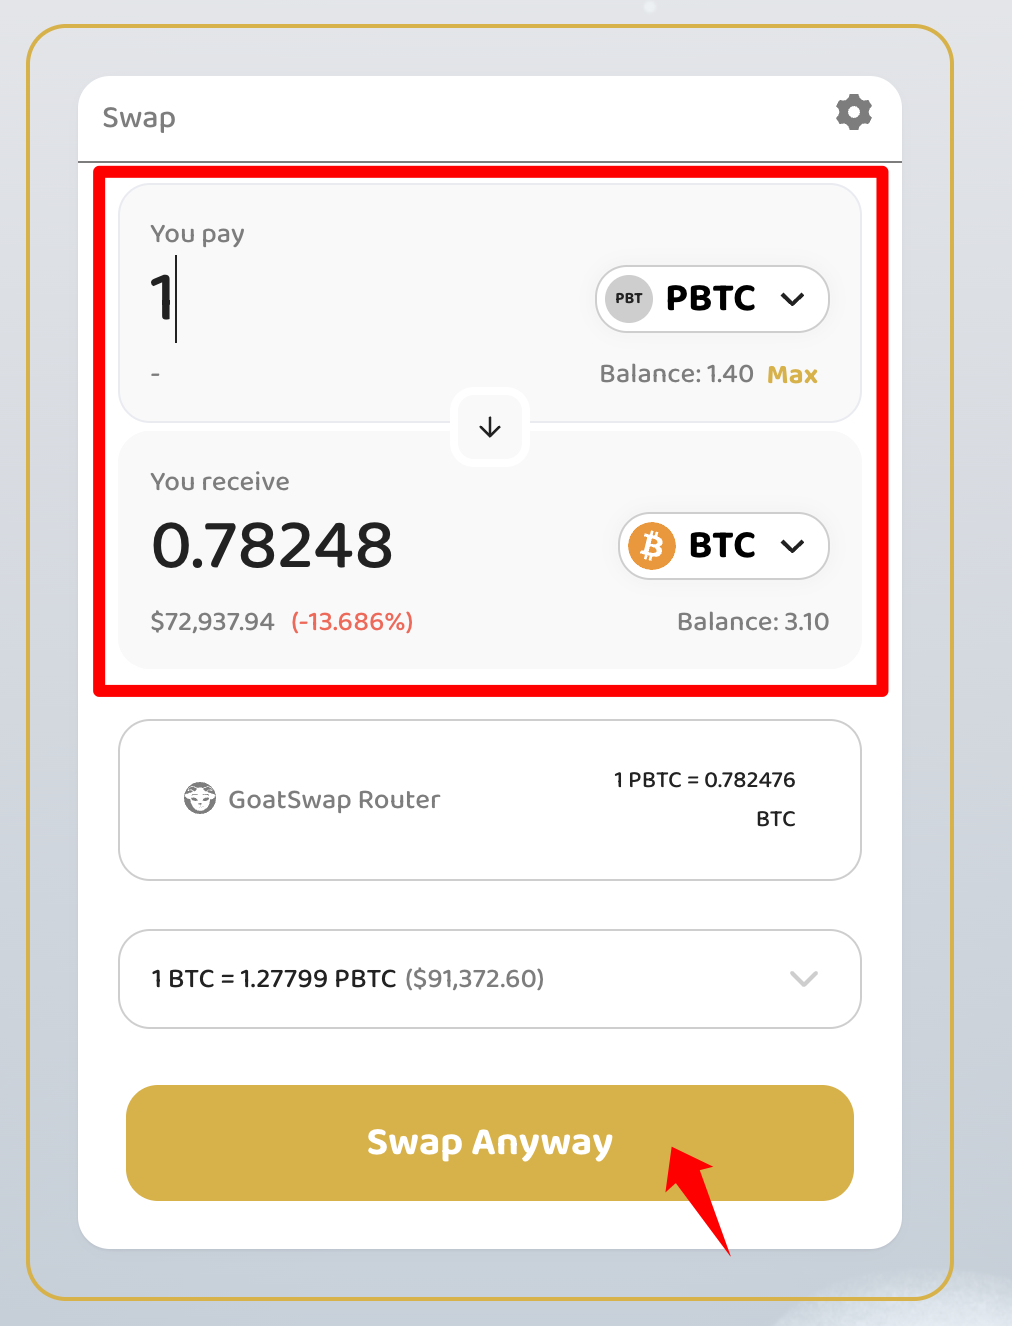 Swap
You pay
1
PBT PBTC
-
Balance: 1.40 Max
You receive
0.78248
BTC
$72,937.94 (-13.686%)
Balance: 3.10
GoatSwap Router
1 PBTC = 0.782476
BTC
1 BTC = 1.27799 PBTC ($91,372.60)
Swap Anyway